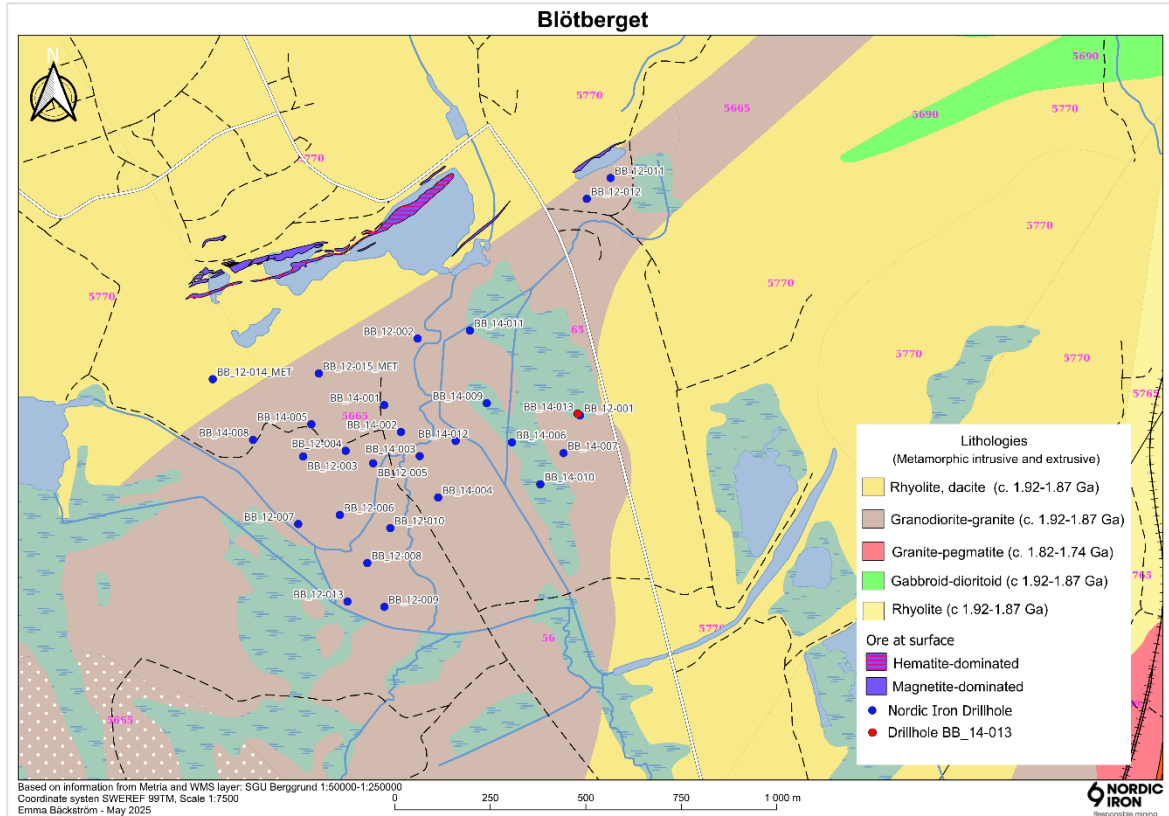 Blötberget
N
5690
5770
5665
5690
5770
5770
BB_12-011
BB_12-012
5770
5770
BB_14-011
BB_12-002
65
5770
5770
BB_12-014_MET
BB_12-015_MET
5765
BB_14-001
BB_14-009
BB_14-013
BB_12-001
5665
BB_14-005
BB_14-002
BB_14-008
BB_12-004
BB_14-003
BB_14-012
BB_14-006
BB_14-007
BB_12-003
BB_12-005
BB_14-010
BB_14-004
BB_12-006
BB_12-007
BB_12-010
BB_12-008
BB_12-013
BB_12-009
765
5770
56
5695
Lithologies
(Metamorphic intrusive and extrusive)
Rhyolite, dacite (c. 1.92-1.87 Ga)
Granodiorite-granite (c. 1.92-1.87 Ga)
Granite-pegmatite (c. 1.82-1.74 Ga)
Gabbroid-dioritoid (c 1.92-1.87 Ga)
Rhyolite (c 1.92-1.87 Ga)
Ore at surface
Hematite-dominated
Magnetite-dominated
Nordic Iron Drillhole
Drillhole BB_14-013
Based on information from Metria and WMS layer: SGU Berggrund 1:50000-1:250000
Coordinate systen SWEREF 99TM, Scale 1:7500
Emma Bäckström - May 2025
0 250 500 750 1 000 m
NORDIC
IRON
Responsible mining